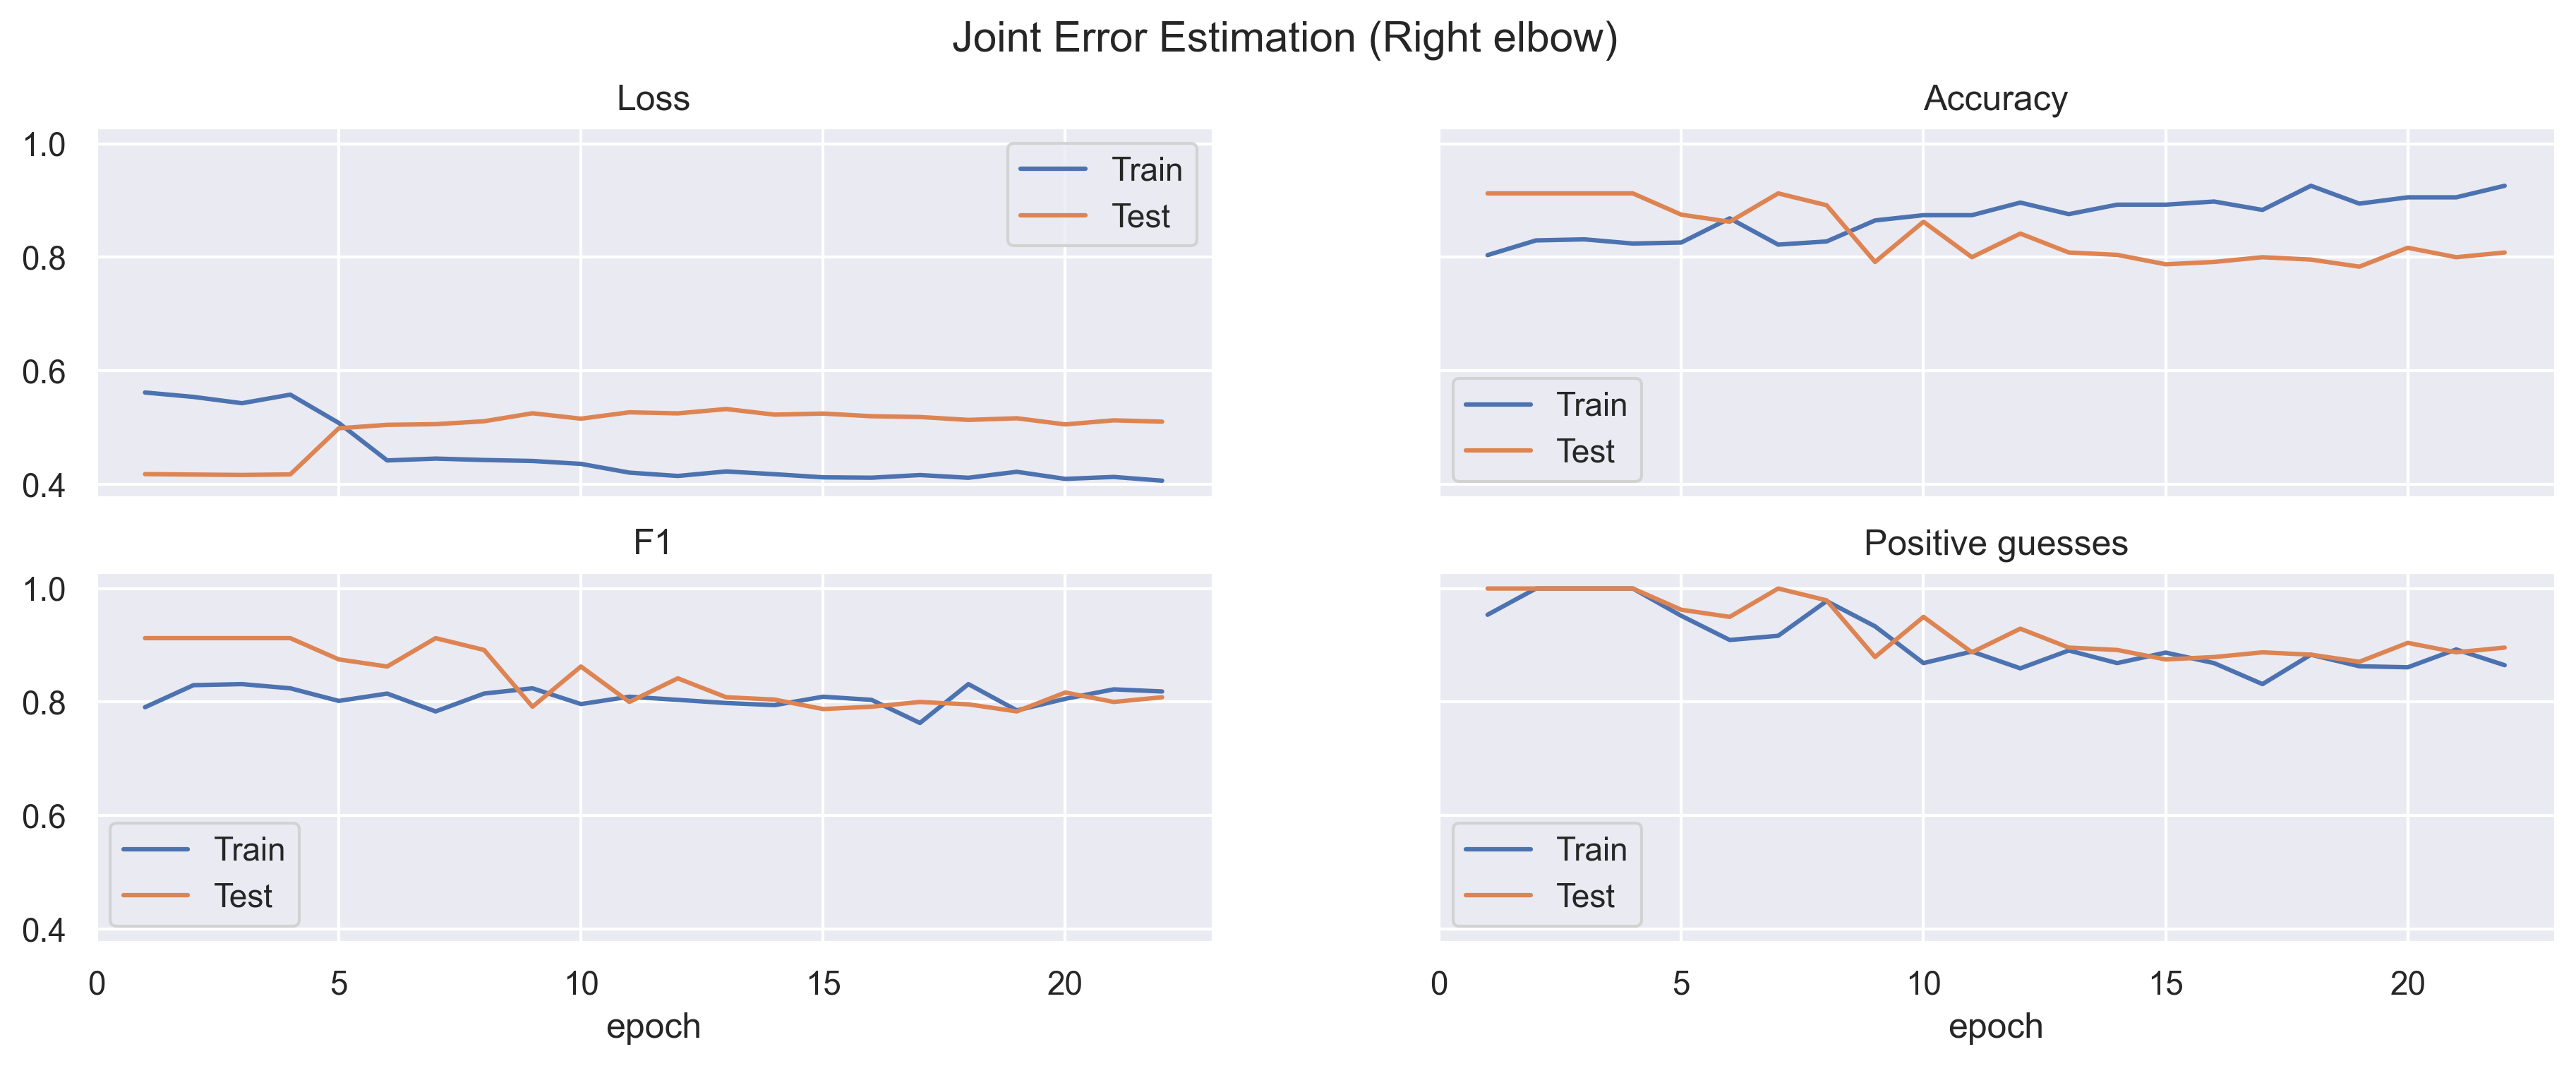 Joint Error Estimation (Right elbow)
Loss
1.0
0.8
0.6
0.4
Train
Test
Accuracy
Train
Test
F1
1.0
0.8
0.6
0.4
Train
Test
0 5 10 15 20
epoch
Positive guesses
Train
Test
0 5 10 15 20
epoch